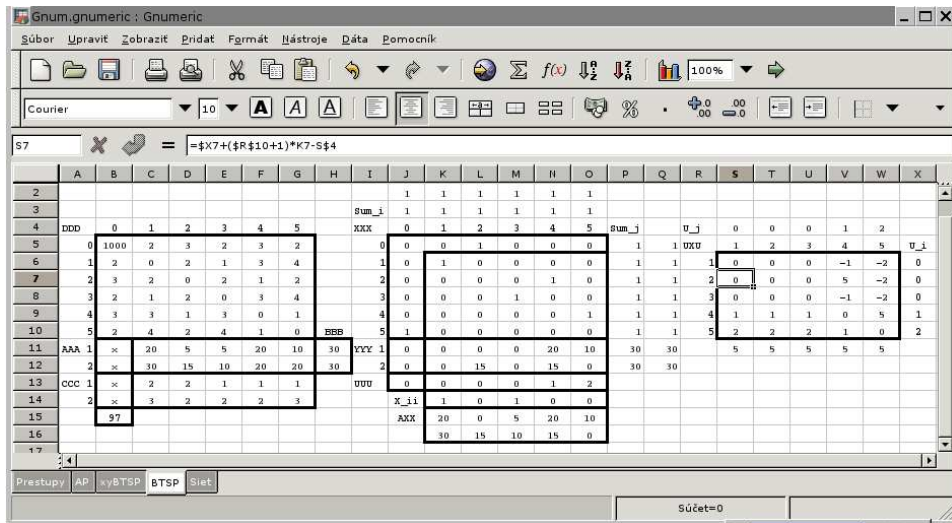 Gnum.gnumeric : Gnumeric
Súbor Upraviť Zobraziť Pridať Formát Nástroje Dáta Pomocník
f(x) 100%
Courier 10 A A A % .0 .00 .00 .0
S7 = =$X7+($R$10+1)*K7-S$4
A B C D E F G H I J K L M N O P Q R S T U V W X
2 1 1 1 1 1 1
3 Sum_i 1 1 1 1 1 1
4 DDD 0 1 2 3 4 5 XXX 0 1 2 3 4 5 Sum_j U_j 0 0 0 1 2
5 0 1000 2 3 2 3 2 0 0 0 1 0 0 0 1 1 UXU 1 2 3 4 5 U_i
6 1 2 0 2 1 3 4 1 0 1 0 0 0 0 1 1 1 0 0 0 -1 -2 0
7 2 3 2 0 2 1 2 2 0 0 0 0 1 0 1 1 2 0 0 0 5 -2 0
8 3 2 1 2 0 3 4 3 0 0 0 1 0 0 1 1 3 0 0 0 -1 -2 0
9 4 3 3 1 3 0 1 4 0 0 0 0 0 1 1 1 4 1 1 1 0 5 1
10 5 2 4 2 4 1 0 BBB 5 1 0 0 0 0 0 1 1 5 2 2 2 1 0 2
11 AAA 1 x 20 5 5 20 10 30 YYY 1 0 0 0 0 20 10 30 30 5 5 5 5 5
12 2 x 30 15 10 20 20 30 2 0 0 15 0 15 0 30 30
13 CCC 1 x 2 2 1 1 1 UUU 0 0 0 0 1 2
14 2 x 3 2 2 2 3 X_ii 1 0 1 0 0
15 97 AXX 20 0 5 20 10
16 30 15 10 15 0
17
Prestupy AP xyBTSP BTSP Siet
Súčet=0